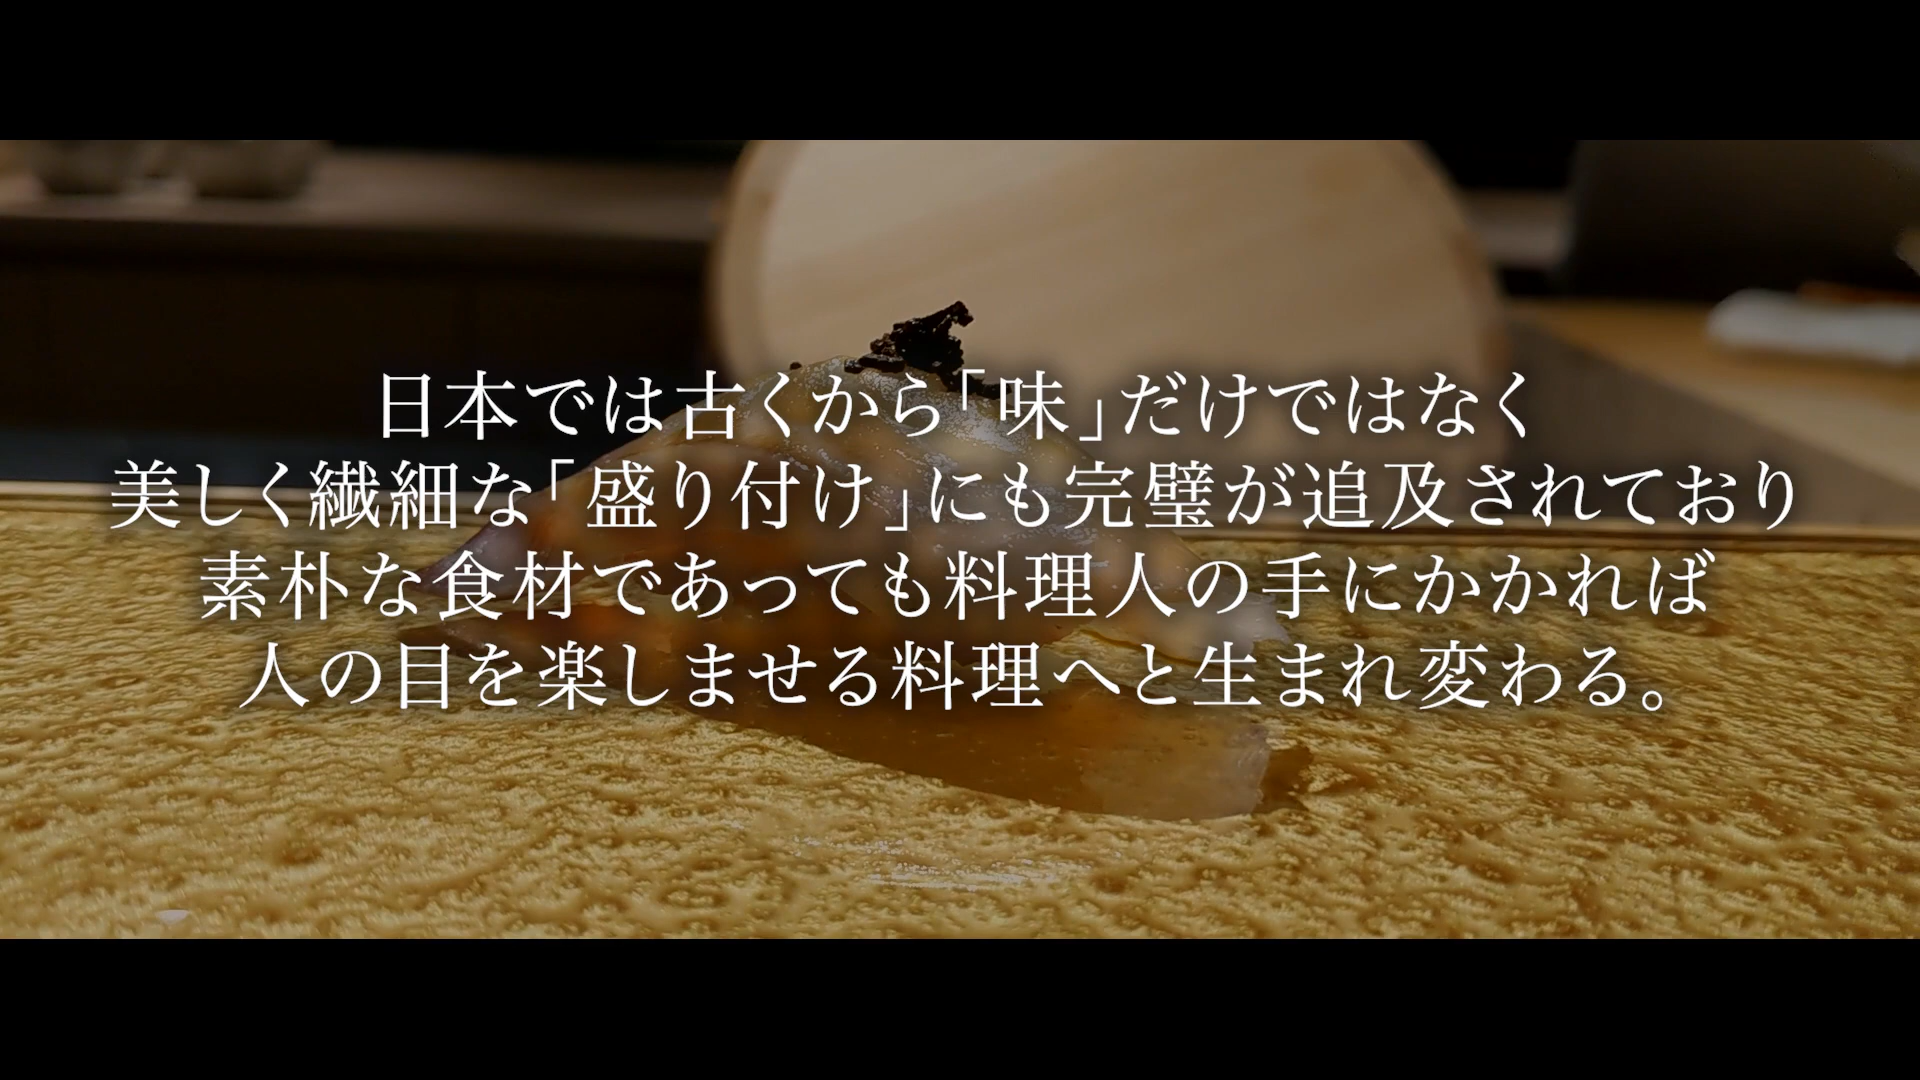 日本では古くから「味」だけではなく
美しく繊細な「盛り付け」にも完璧が追及されており
素朴な食材であっても料理人の手にかかれば
人の目を楽しませる料理へと生まれ変わる。